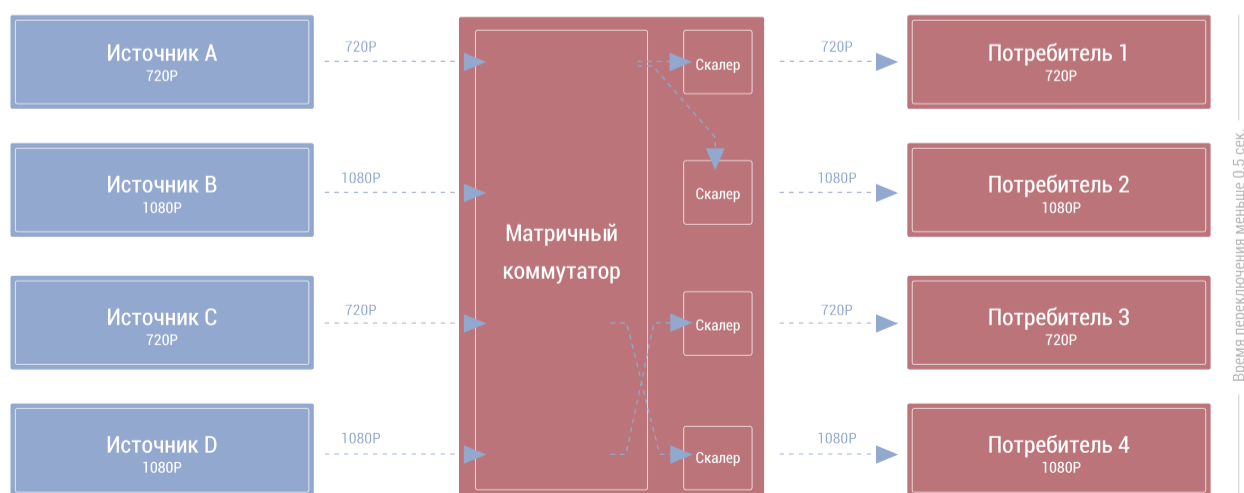 Источник A
720P
720P
Скалер
720P
Потребитель 1
720P
Источник B
1080P
1080P
Скалер
1080P
Потребитель 2
1080P
Матричный
коммутатор
Источник C
720P
720P
Скалер
720P
Потребитель 3
720P
Источник D
1080P
1080P
Скалер
1080P
Потребитель 4
1080P
Время переключения меньше 0.5 сек.